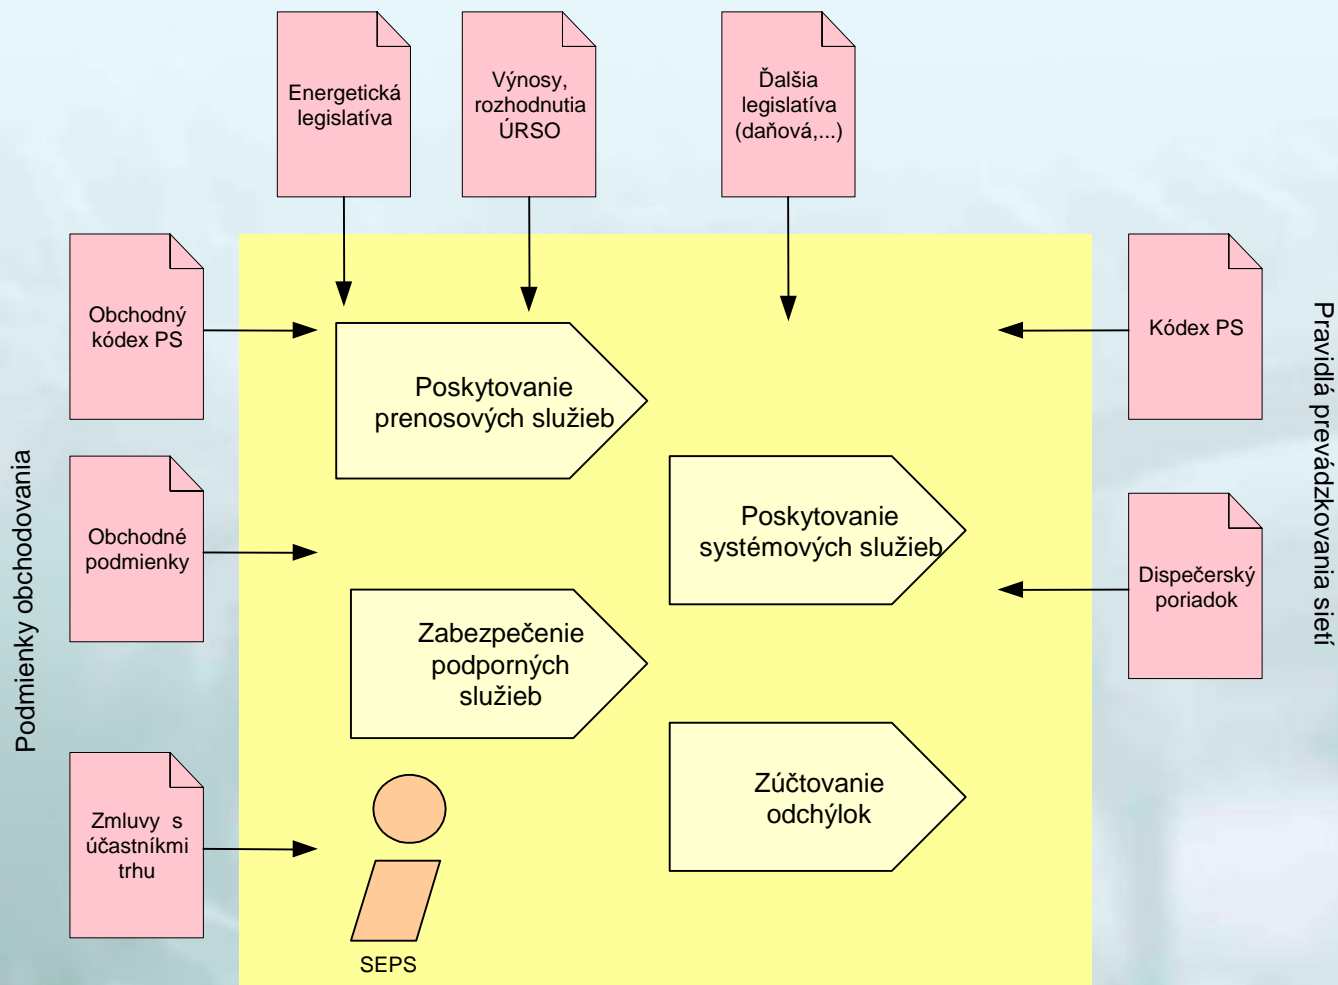 Energetická
legislatíva
Výnosy,
rozhodnutia
ÚRSO
Ďalšia
legislatíva
(daňová,...)
Obchodný
kódex PS
Kódex PS
Pravidlá prevádzkovania sietí
Podmienky obchodovania
Poskytovanie
prenosových služieb
Obchodné
podmienky
Poskytovanie
systémových služieb
Dispečerský
poriadok
Zabezpečenie
podporných
služieb
Zmluvy s
účastníkmi
trhu
Zúčtovanie
odchýlok
SEPS